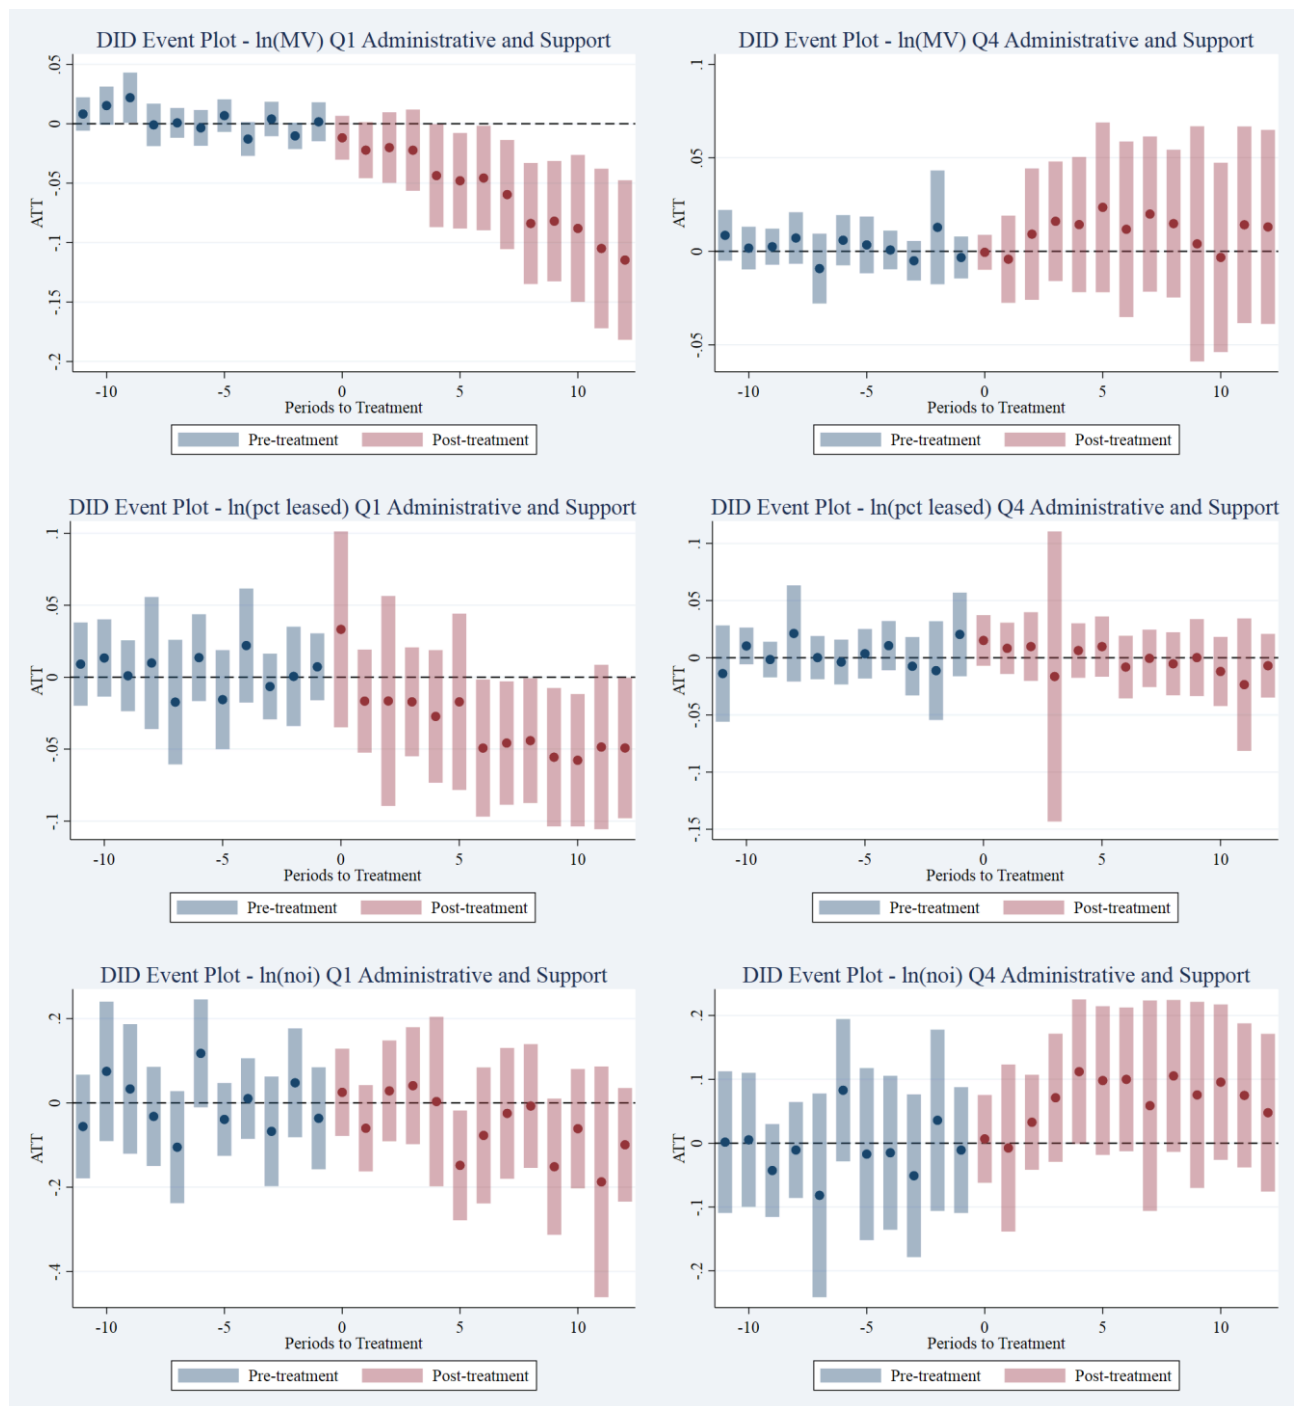 DID Event Plot - ln(MV) Q1 Administrative and Support
ATT
.05
0
-.05
-.1
-.15
-.2
-10
-5
0
5
10
Periods to Treatment
Pre-treatment
Post-treatment
DID Event Plot - ln(MV) Q4 Administrative and Support
ATT
.1
.05
0
-.05
-10
-5
0
5
10
Periods to Treatment
Pre-treatment
Post-treatment
DID Event Plot - ln(pct leased) Q1 Administrative and Support
ATT
.1
.05
0
-.05
-.1
-10
-5
0
5
10
Periods to Treatment
Pre-treatment
Post-treatment
DID Event Plot - ln(pct leased) Q4 Administrative and Support
ATT
.1
.05
0
-.05
-.1
-.15
-10
-5
0
5
10
Periods to Treatment
Pre-treatment
Post-treatment
DID Event Plot - ln(noi) Q1 Administrative and Support
ATT
.2
0
-.2
-.4
-10
-5
0
5
10
Periods to Treatment
Pre-treatment
Post-treatment
DID Event Plot - ln(noi) Q4 Administrative and Support
ATT
.2
.1
0
-.1
-.2
-10
-5
0
5
10
Periods to Treatment
Pre-treatment
Post-treatment